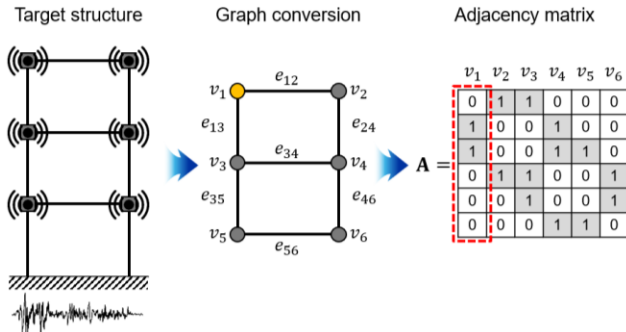 Target structure
Graph conversion
Adjacency matrix
v₁ e₁₂ v₂
e₁₃ e₂₄
v₃ e₃₄ v₄
e₃₅ e₄₆
v₅ e₅₆ v₆
v₁ v₂ v₃ v₄ v₅ v₆
0 1 1 0 0 0
1 0 0 1 0 0
1 0 0 1 1 0
A = 0 1 1 0 0 1
0 0 1 0 0 1
0 0 0 1 1 0